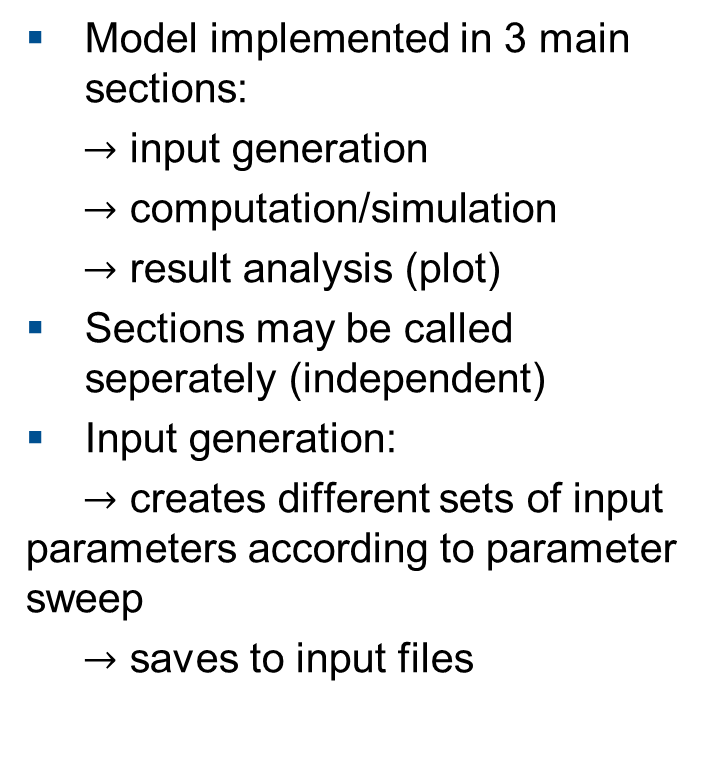 ▪ Model implemented in 3 main
sections:
→ input generation
→ computation/simulation
→ result analysis (plot)
▪ Sections may be called
seperately (independent)
▪ Input generation:
→ creates different sets of input
parameters according to parameter
sweep
→ saves to input files